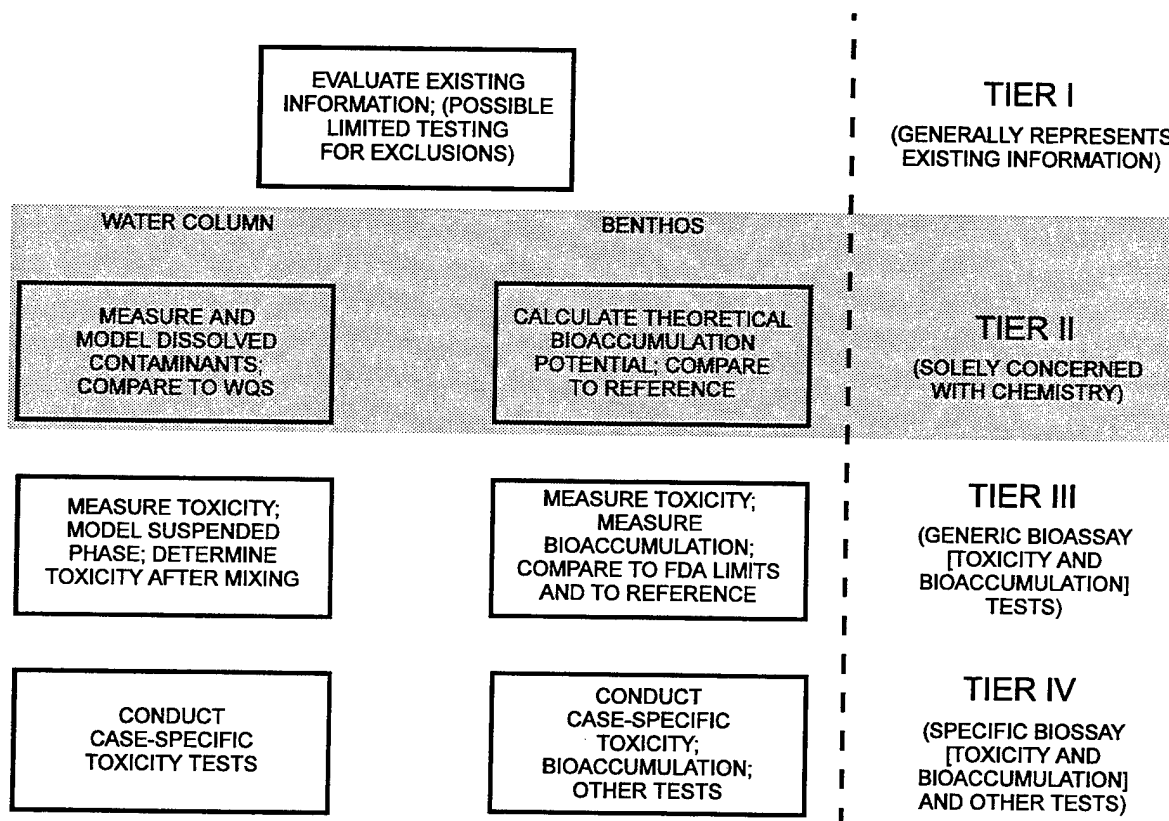 EVALUATE EXISTING
INFORMATION; (POSSIBLE
LIMITED TESTING
FOR EXCLUSIONS)
TIER I
(GENERALLY REPRESENTS
EXISTING INFORMATION)
WATER COLUMN
BENTHOS
MEASURE AND
MODEL DISSOLVED
CONTAMINANTS;
COMPARE TO WQS
CALCULATE THEORETICAL
BIOACCUMULATION
POTENTIAL; COMPARE
TO REFERENCE
TIER II
(SOLELY CONCERNED
WITH CHEMISTRY)
MEASURE TOXICITY;
MODEL SUSPENDED
PHASE; DETERMINE
TOXICITY AFTER MIXING
MEASURE TOXICITY;
MEASURE
BIOACCUMULATION;
COMPARE TO FDA LIMITS
AND TO REFERENCE
TIER III
(GENERIC BIOASSAY
[TOXICITY AND
BIOACCUMULATION]
TESTS)
CONDUCT
CASE-SPECIFIC
TOXICITY TESTS
CONDUCT
CASE-SPECIFIC
TOXICITY;
BIOACCUMULATION;
OTHER TESTS
TIER IV
(SPECIFIC BIOSSAY
[TOXICITY AND
BIOACCUMULATION]
AND OTHER TESTS)